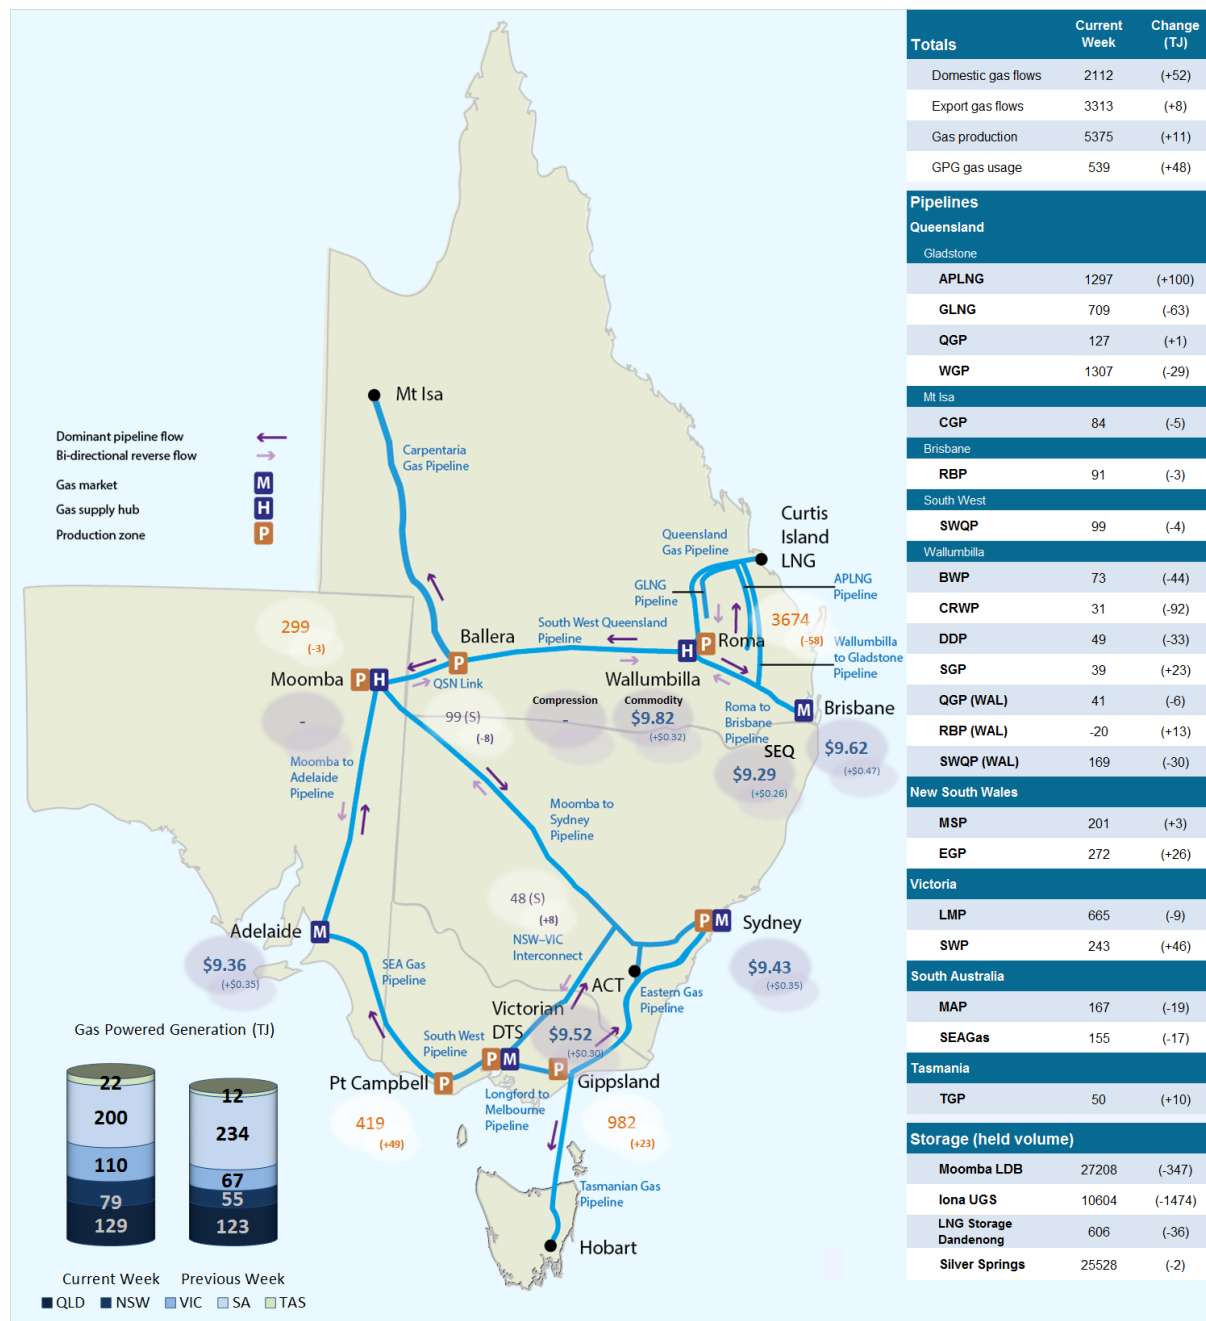 Dominant pipeline flow
Bi-directional reverse flow
Gas market M
Gas supply hub H
Production zone P
Mt Isa
Carpentaria
Gas Pipeline
Curtis
Island
LNG
Queensland
Gas Pipeline
GLNG
Pipeline
APLNG
Pipeline
3674
(-58)
299
(-3)
Ballera
P
South West Queensland
Pipeline
H P Roma
Wallumbilla
to Gladstone
Pipeline
Moomba P H
QSN Link
Wallumbilla
-
99 (S)
(-8)
Compression
-
Commodity
$9.82
(+$0.32)
Roma to
Brisbane
Pipeline
M Brisbane
$9.62
(+$0.47)
SEQ
$9.29
(+$0.26)
Moomba to
Adelaide
Pipeline
Moomba to
Sydney
Pipeline
48 (S)
(+8)
NSW-VIC
Interconnect
P M Sydney
$9.43
(+$0.35)
Adelaide M
$9.36
(+$0.35)
SEA Gas
Pipeline
ACT
Eastern Gas
Pipeline
Victorian
DTS
$9.52
(+$0.30)
South West
Pipeline
P M
P
Pt Campbell P
Gippsland
419
(+49)
Longford to
Melbourne
Pipeline
982
(+23)
Tasmanian Gas
Pipeline
Hobart
Gas Powered Generation (TJ)
22
200
110
79
129
12
234
67
55
123
Current Week Previous Week
QLD NSW VIC SA TAS
Totals Current Week Change (TJ)
Domestic gas flows 2112 (+52)
Export gas flows 3313 (+8)
Gas production 5375 (+11)
GPG gas usage 539 (+48)
Pipelines
Queensland
Gladstone
APLNG 1297 (+100)
GLNG 709 (-63)
QGP 127 (+1)
WGP 1307 (-29)
Mt Isa
CGP 84 (-5)
Brisbane
RBP 91 (-3)
South West
SWQP 99 (-4)
Wallumbilla
BWP 73 (-44)
CRWP 31 (-92)
DDP 49 (-33)
SGP 39 (+23)
QGP (WAL) 41 (-6)
RBP (WAL) -20 (+13)
SWQP (WAL) 169 (-30)
New South Wales
MSP 201 (+3)
EGP 272 (+26)
Victoria
LMP 665 (-9)
SWP 243 (+46)
South Australia
MAP 167 (-19)
SEAGas 155 (-17)
Tasmania
TGP 50 (+10)
Storage (held volume)
Moomba LDB 27208 (-347)
Iona UGS 10604 (-1474)
LNG Storage
Dandenong 606 (-36)
Silver Springs 25528 (-2)